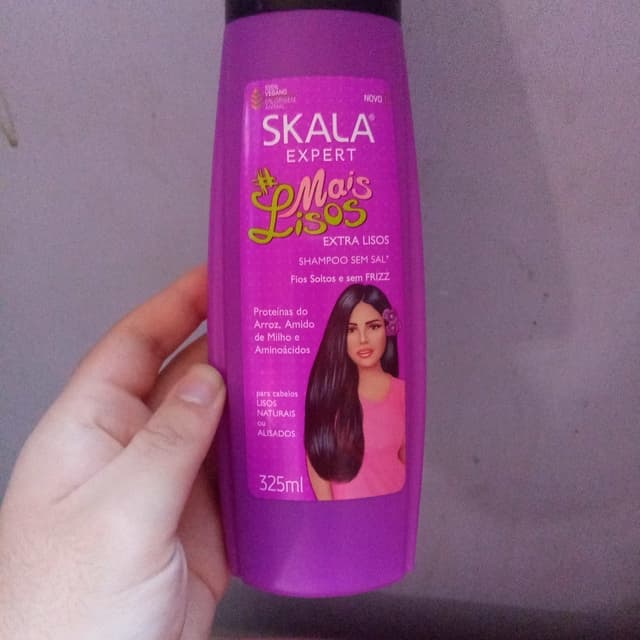 100%
VEGANO
NOVO
SKALA®
EXPERT
#Mais
Lisos
EXTRA LISOS
SHAMPOO SEM SAL*
Fios Soltos e sem FRIZZ
Proteínas do
Arroz, Amido
de Milho e
Aminoácidos
para cabelos
LISOS
NATURAIS
ou
ALISADOS
325ml